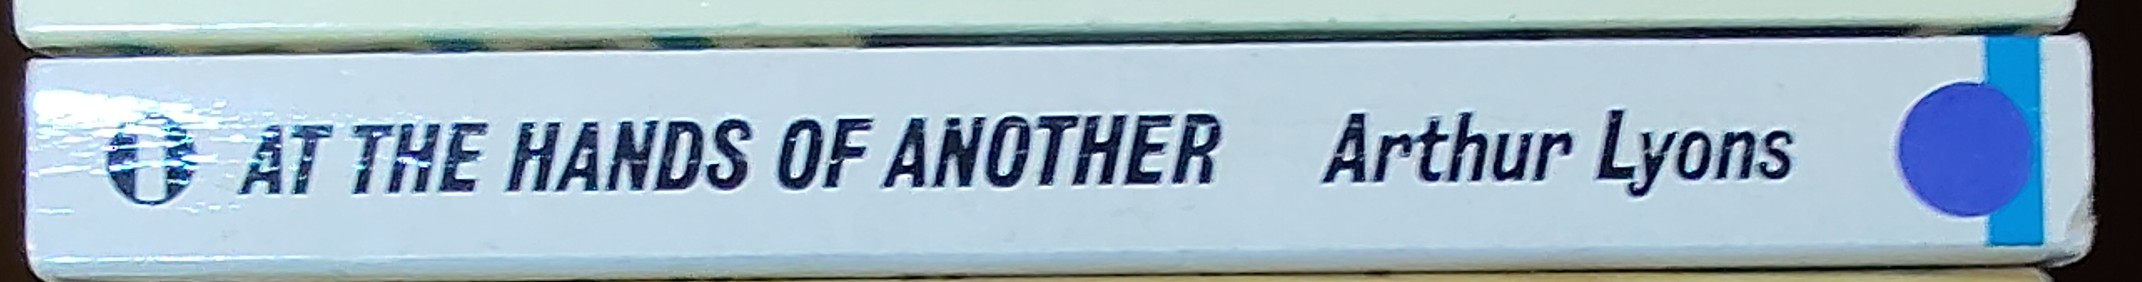 AT THE HANDS OF ANOTHER Arthur Lyons